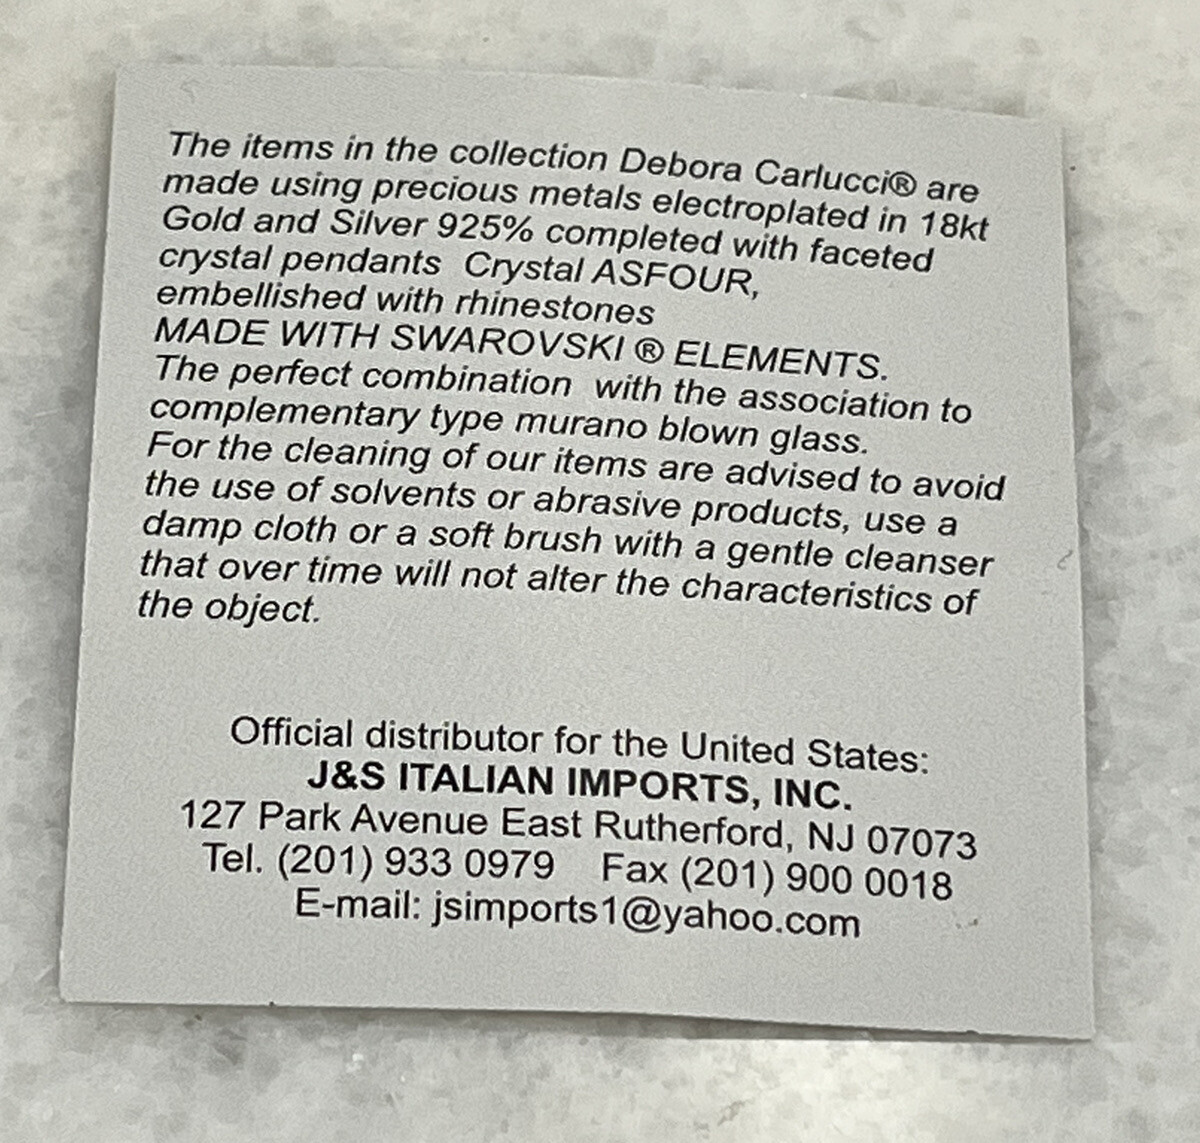 The items in the collection Debora Carlucci® are
made using precious metals electroplated in 18kt
Gold and Silver 925% completed with faceted
crystal pendants  Crystal ASFOUR,
embellished with rhinestones
MADE WITH SWAROVSKI ® ELEMENTS.
The perfect combination  with the association to
complementary type murano blown glass.
For the cleaning of our items are advised to avoid
the use of solvents or abrasive products, use a
damp cloth or a soft brush with a gentle cleanser
that over time will not alter the characteristics of
the object.
Official distributor for the United States:
J&S ITALIAN IMPORTS, INC.
127 Park Avenue East Rutherford, NJ 07073
Tel. (201) 933 0979    Fax (201) 900 0018
E-mail: jsimports1@yahoo.com